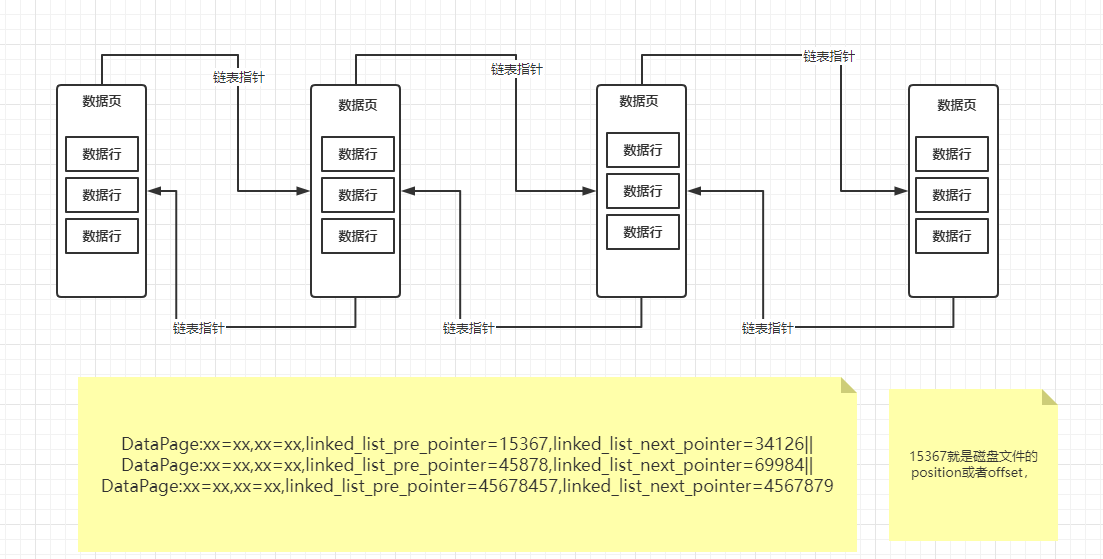 链表指针
链表指针
链表指针
数据页
数据行
数据行
数据行
数据页
数据行
数据行
数据行
数据页
数据行
数据行
数据行
数据页
数据行
数据行
数据行
链表指针
链表指针
链表指针
DataPage:xx=xx,xx=xx,linked_list_pre_pointer=15367,linked_list_next_pointer=34126||
DataPage:xx=xx,xx=xx,linked_list_pre_pointer=45878,linked_list_next_pointer=69984||
DataPage:xx=xx,xx=xx,linked_list_pre_pointer=45678457,linked_list_next_pointer=4567879
15367就是磁盘文件的
position或者offset，